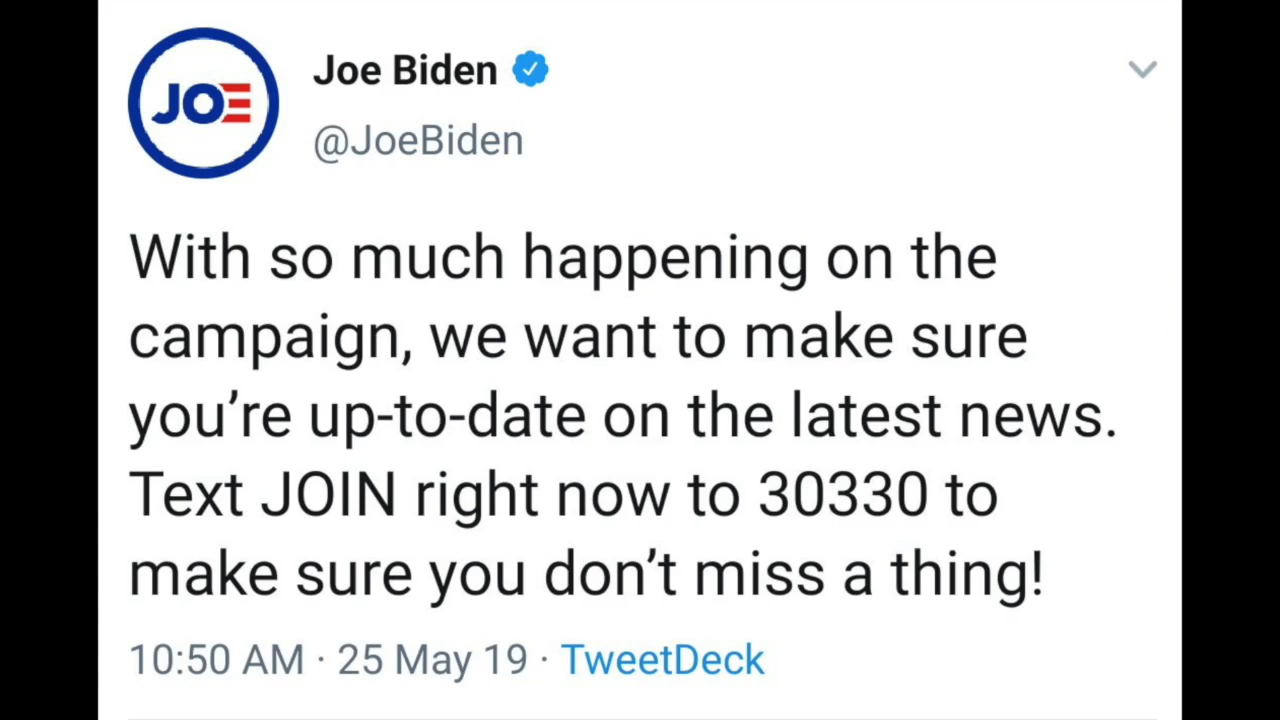 JOE
Joe Biden
@JoeBiden
With so much happening on the
campaign, we want to make sure
you’re up-to-date on the latest news.
Text JOIN right now to 30330 to
make sure you don’t miss a thing!
10:50 AM · 25 May 19 · TweetDeck